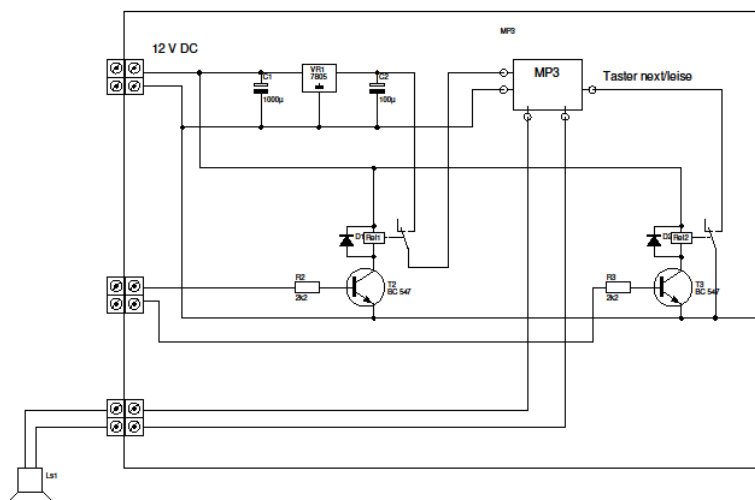 MP3
12 V DC
VR1
7805
C1
1000µ
C2
100µ
MP3
Taster next/leise
D1
Rel1
D2
Rel2
R2
2k2
T2
BC 547
R3
2k2
T3
BC 547
Ls1